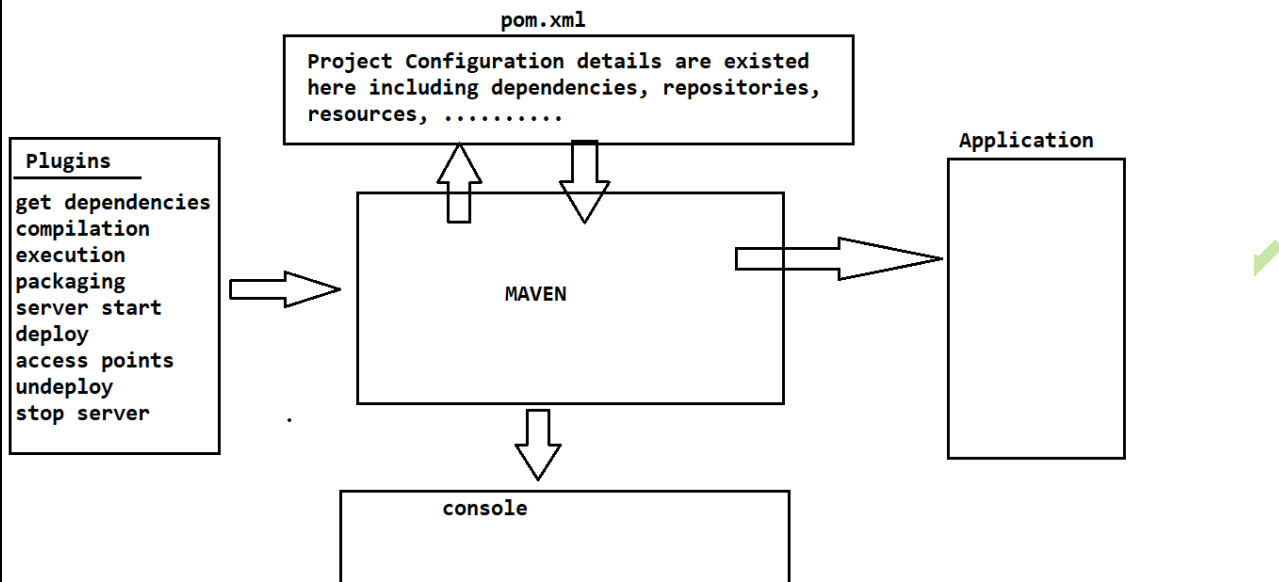 pom.xml
Project Configuration details are existed
here including dependencies, repositories,
resources, ..........
Application
Plugins
get dependencies
compilation
execution
packaging
server start
deploy
access points
undeploy
stop server
MAVEN
console